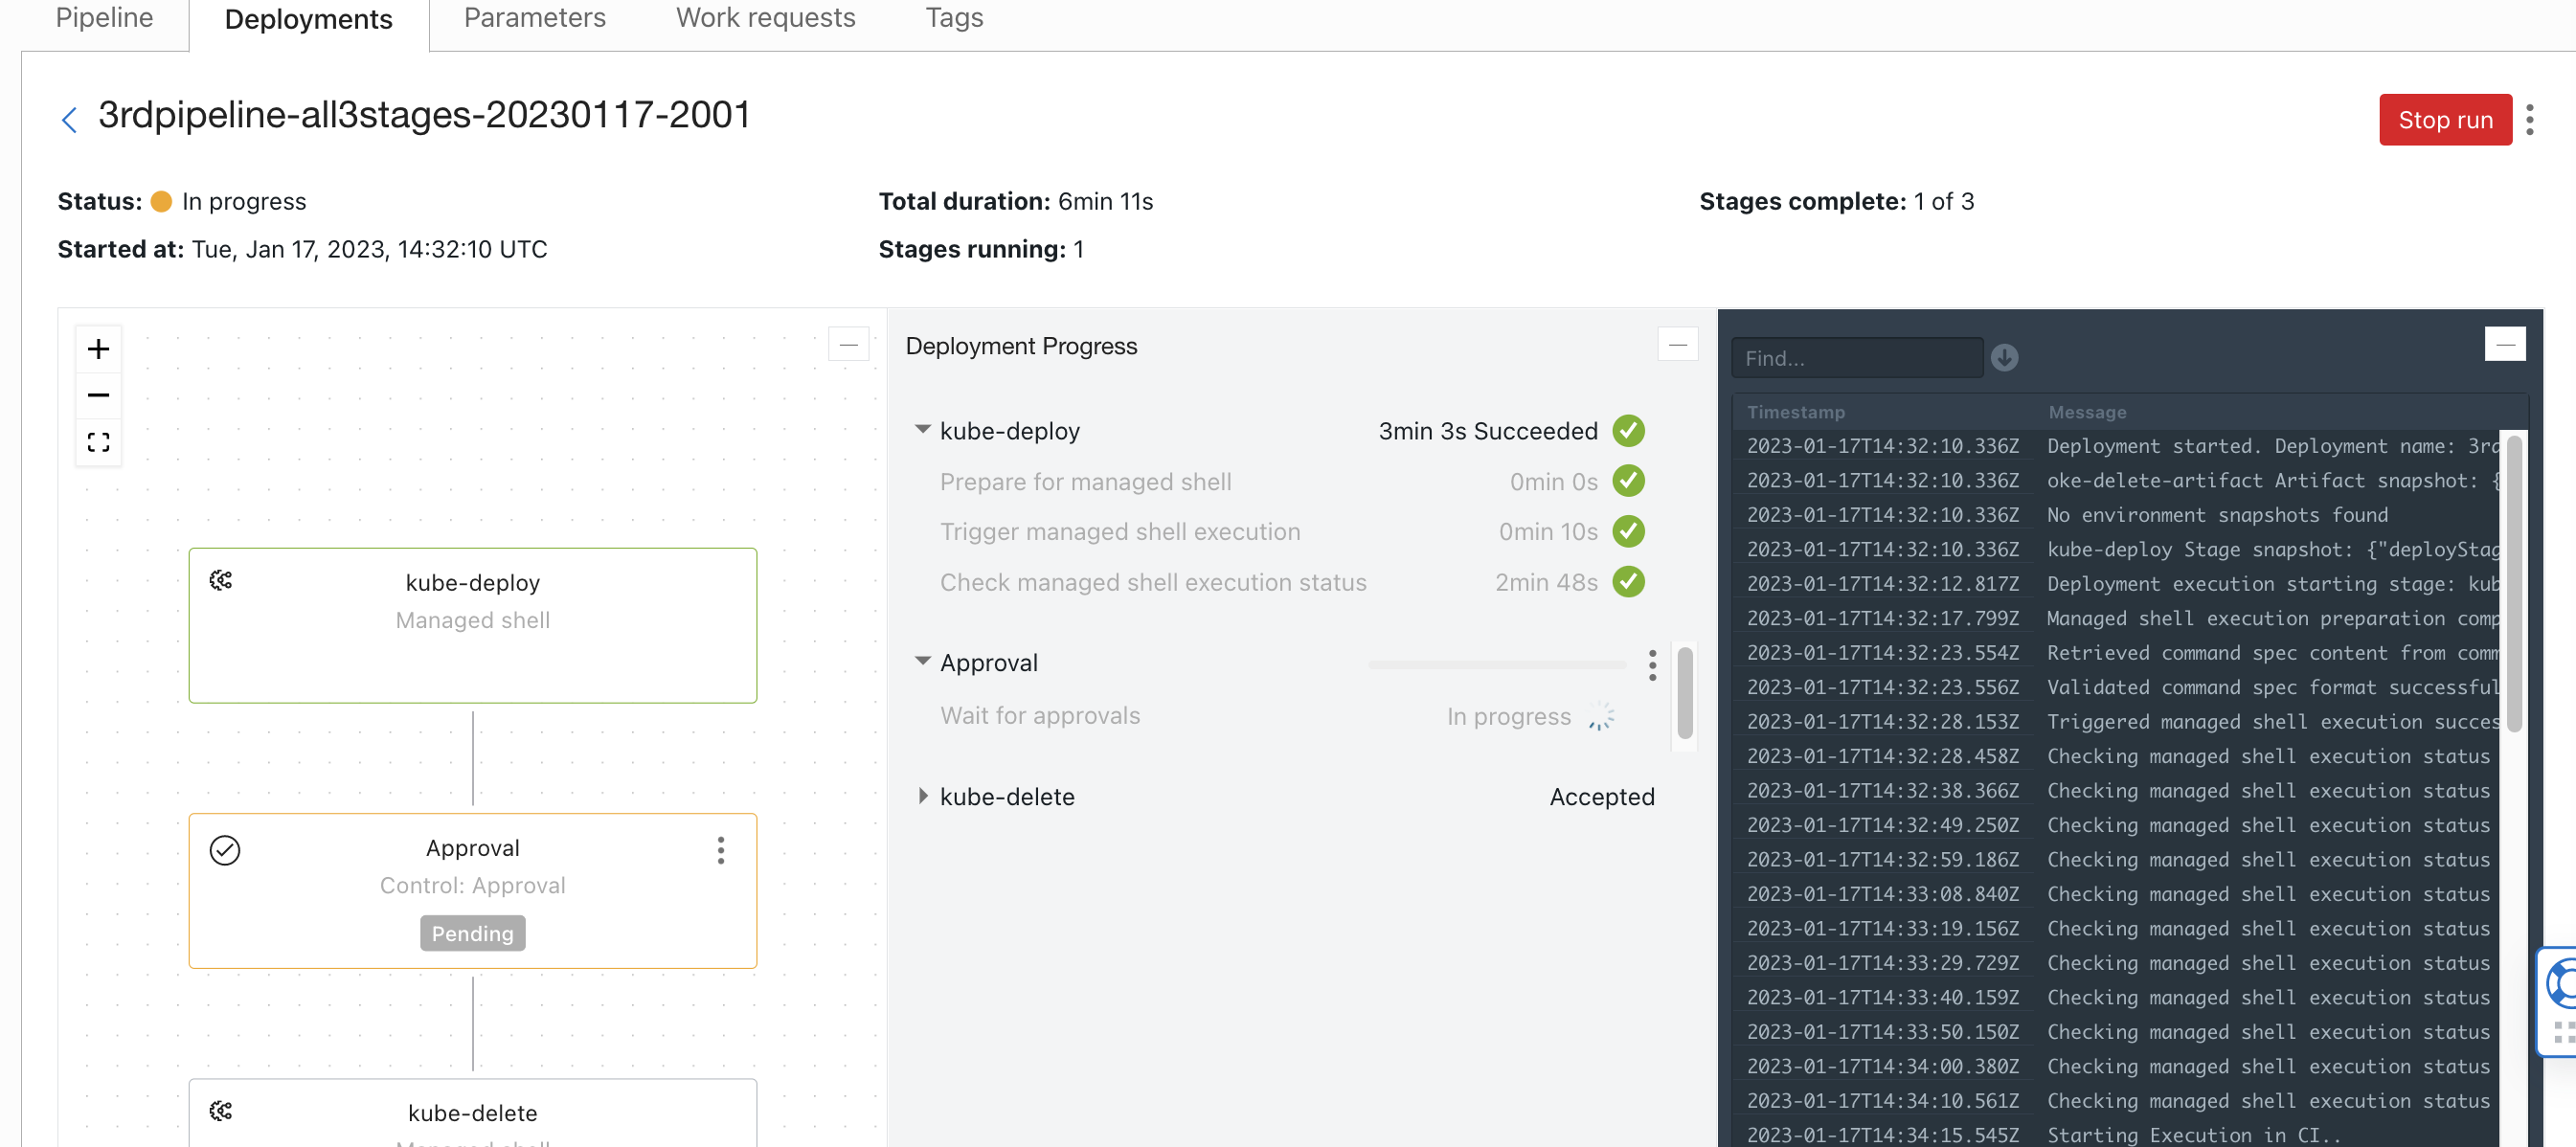 Pipeline
Deployments
Parameters
Work requests
Tags
3rdpipeline-all3stages-20230117-2001
Stop run
Status: In progress
Total duration: 6min 11s
Stages complete: 1 of 3
Started at: Tue, Jan 17, 2023, 14:32:10 UTC
Stages running: 1
kube-deploy
Managed shell
Approval
Control: Approval
Pending
kube-delete
Managed shell
Deployment Progress
kube-deploy 3min 3s Succeeded
Prepare for managed shell 0min 0s
Trigger managed shell execution 0min 10s
Check managed shell execution status 2min 48s
Approval
Wait for approvals In progress
kube-delete Accepted
Find...
Timestamp Message
2023-01-17T14:32:10.336Z Deployment started. Deployment name: 3rd
2023-01-17T14:32:10.336Z oke-delete-artifact Artifact snapshot: {
2023-01-17T14:32:10.336Z No environment snapshots found
2023-01-17T14:32:10.336Z kube-deploy Stage snapshot: {"deployStag
2023-01-17T14:32:12.817Z Deployment execution starting stage: kub
2023-01-17T14:32:17.799Z Managed shell execution preparation comp
2023-01-17T14:32:23.554Z Retrieved command spec content from comm
2023-01-17T14:32:23.556Z Validated command spec format successful
2023-01-17T14:32:28.153Z Triggered managed shell execution succes
2023-01-17T14:32:28.458Z Checking managed shell execution status
2023-01-17T14:32:38.366Z Checking managed shell execution status
2023-01-17T14:32:49.250Z Checking managed shell execution status
2023-01-17T14:32:59.186Z Checking managed shell execution status
2023-01-17T14:33:08.840Z Checking managed shell execution status
2023-01-17T14:33:19.156Z Checking managed shell execution status
2023-01-17T14:33:29.729Z Checking managed shell execution status
2023-01-17T14:33:40.159Z Checking managed shell execution status
2023-01-17T14:33:50.150Z Checking managed shell execution status
2023-01-17T14:34:00.380Z Checking managed shell execution status
2023-01-17T14:34:10.561Z Checking managed shell execution status
2023-01-17T14:34:15.545Z Starting Execution in CI..